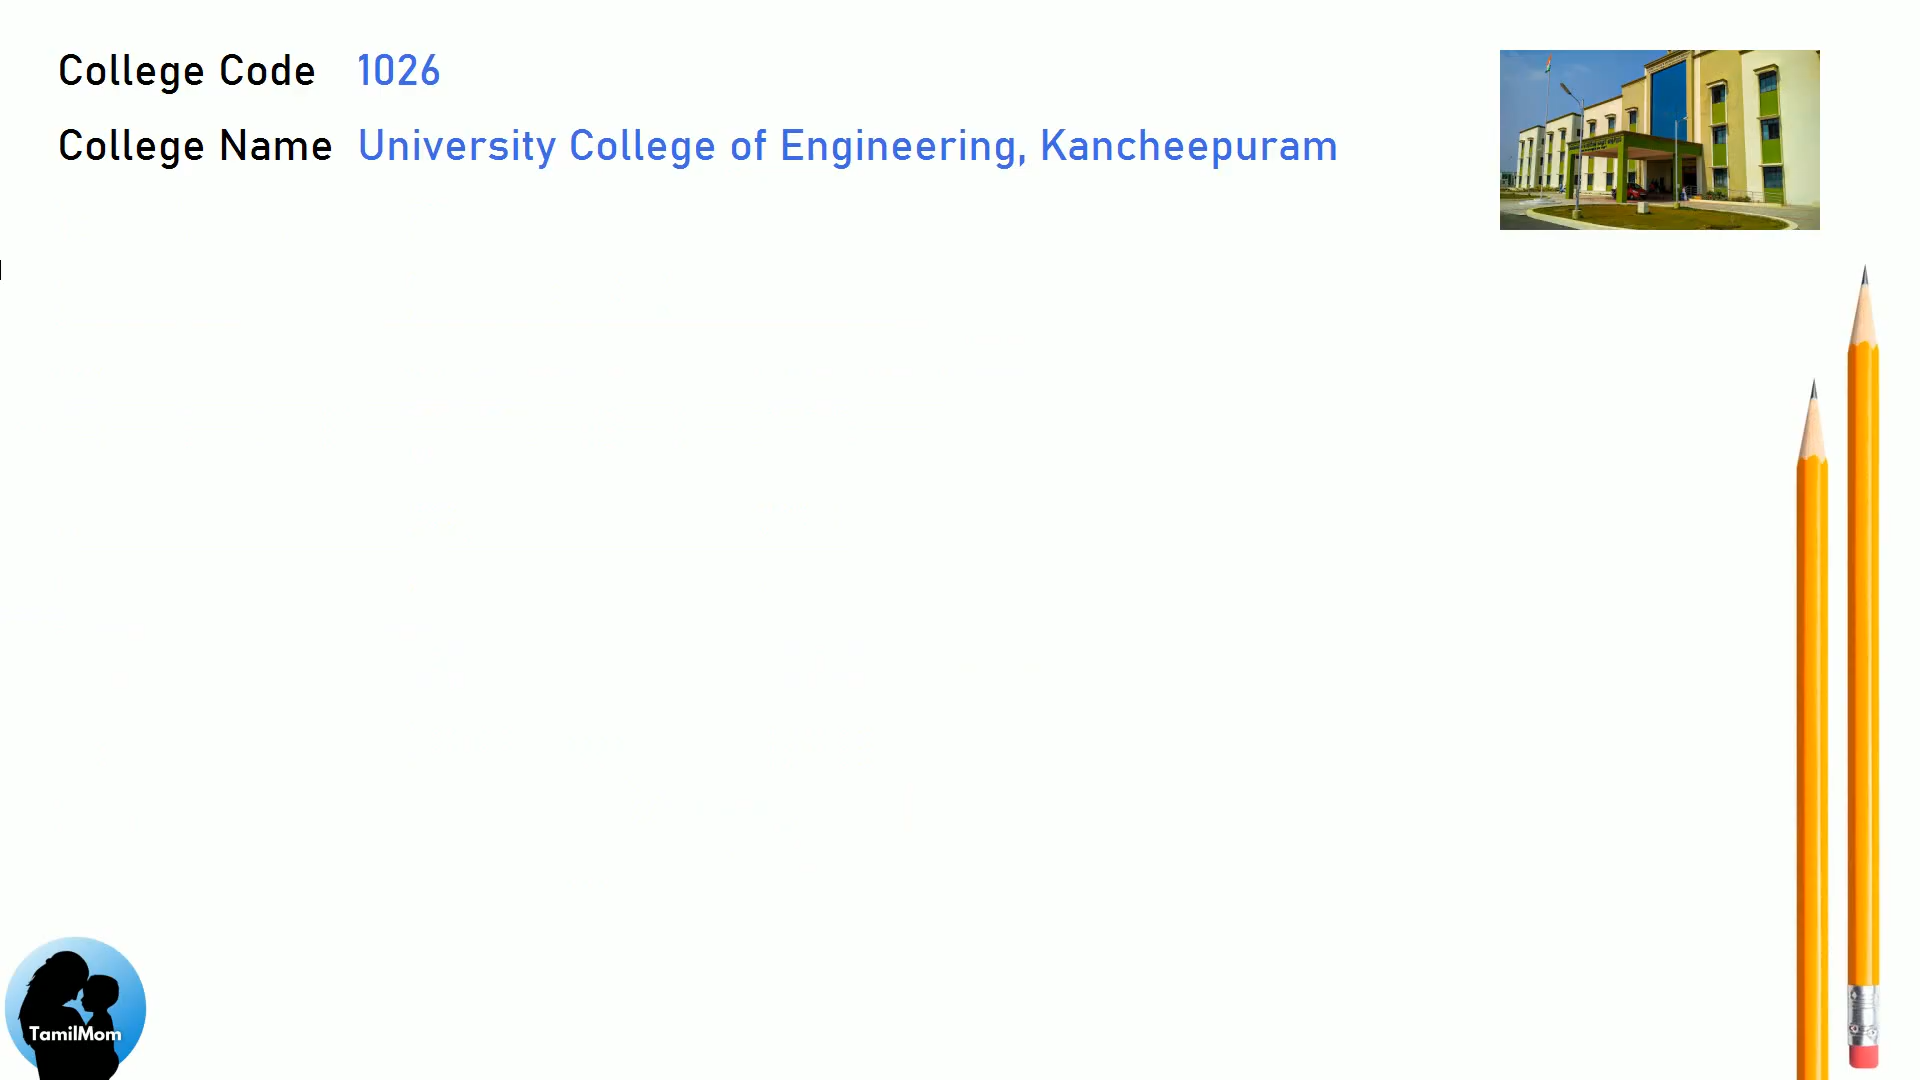 College Code 1026
College Name University College of Engineering, Kancheepuram
TamilMom